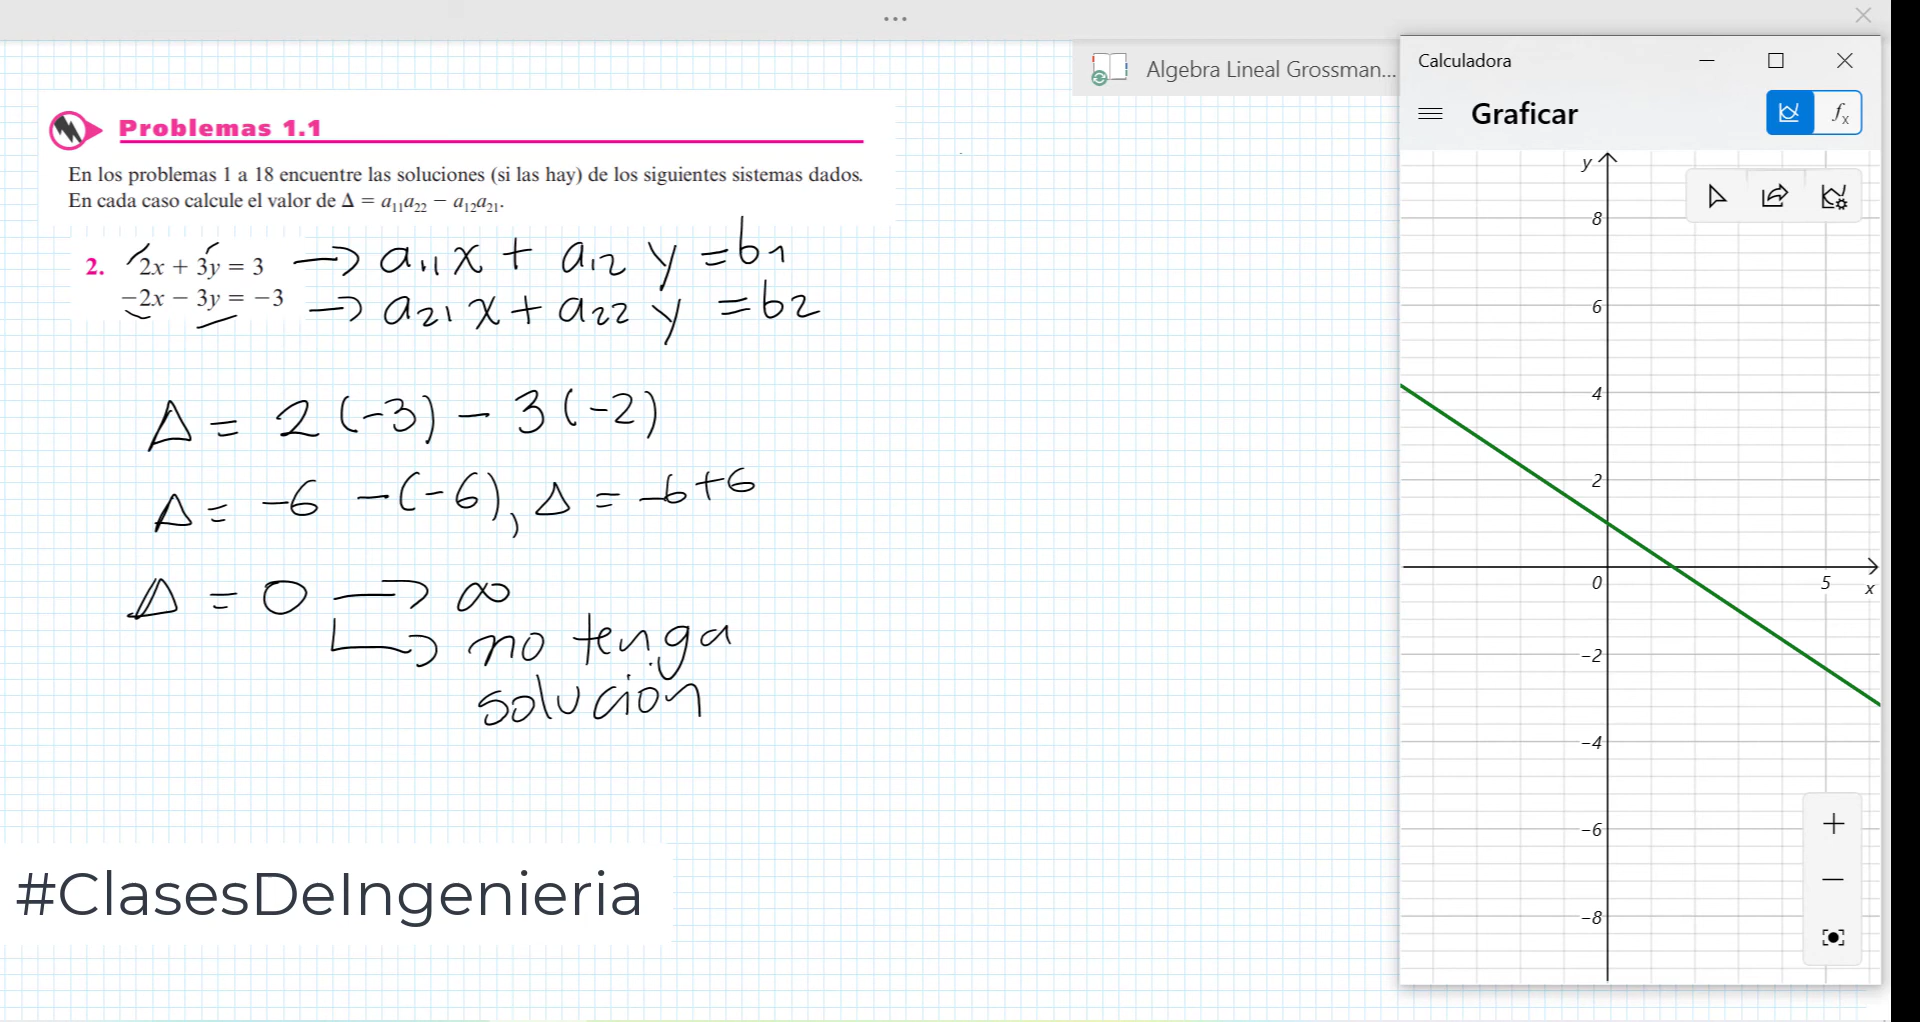 Algebra Lineal Grossman...
Problemas 1.1
En los problemas 1 a 18 encuentre las soluciones (si las hay) de los siguientes sistemas dados.
En cada caso calcule el valor de Δ = a₁₁a₂₂ − a₁₂a₂₁.
2. 2x + 3y = 3 → a₁₁x + a₁₂y = b₁
−2x − 3y = −3 → a₂₁x + a₂₂y = b₂
Δ = 2(-3) - 3(-2)
Δ = -6 -(-6), Δ = -6+6
Δ = 0 → ∞
→ no tenga
solucion
#ClasesDeIngenieria
Calculadora
Graficar
fx
y
8
6
4
2
0
5
x
−2
−4
−6
−8